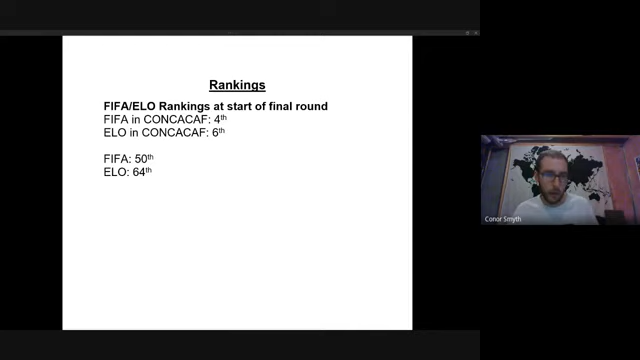 Rankings
FIFA/ELO Rankings at start of final round
FIFA in CONCACAF: 4th
ELO in CONCACAF: 6th
FIFA: 50th
ELO: 64th
Conor Smyth